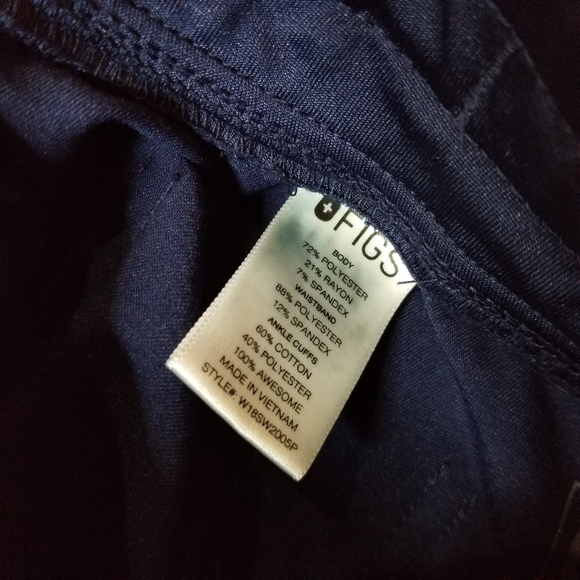 FIGS
BODY
72% POLYESTER
21% RAYON
7% SPANDEX
WAISTBAND
88% POLYESTER
12% SPANDEX
ANKLE CUFFS
60% COTTON
40% POLYESTER
100% AWESOME
MADE IN VIETNAM
STYLE#: W18SW2005P